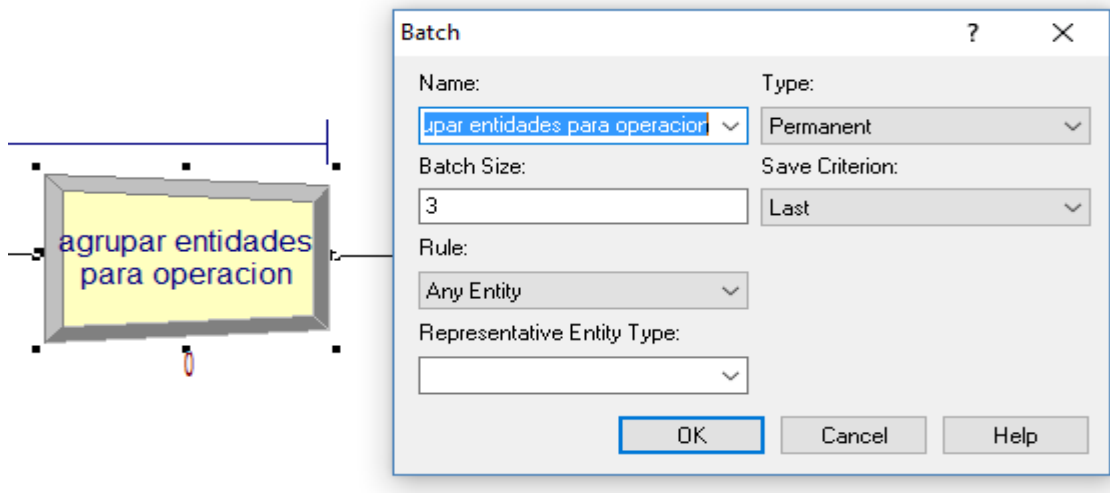 Batch
?
Name:
Type:
upar entidades para operacion
Permanent
Batch Size:
Save Criterion:
3
Last
Rule:
Any Entity
Representative Entity Type:
OK
Cancel
Help
agrupar entidades
para operacion
0